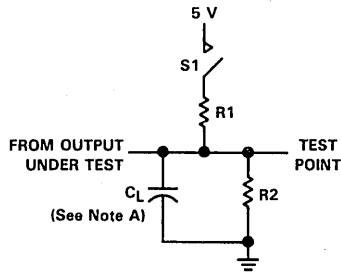 5 V
S1
R1
FROM OUTPUT
UNDER TEST
TEST
POINT
CL
(See Note A)
R2